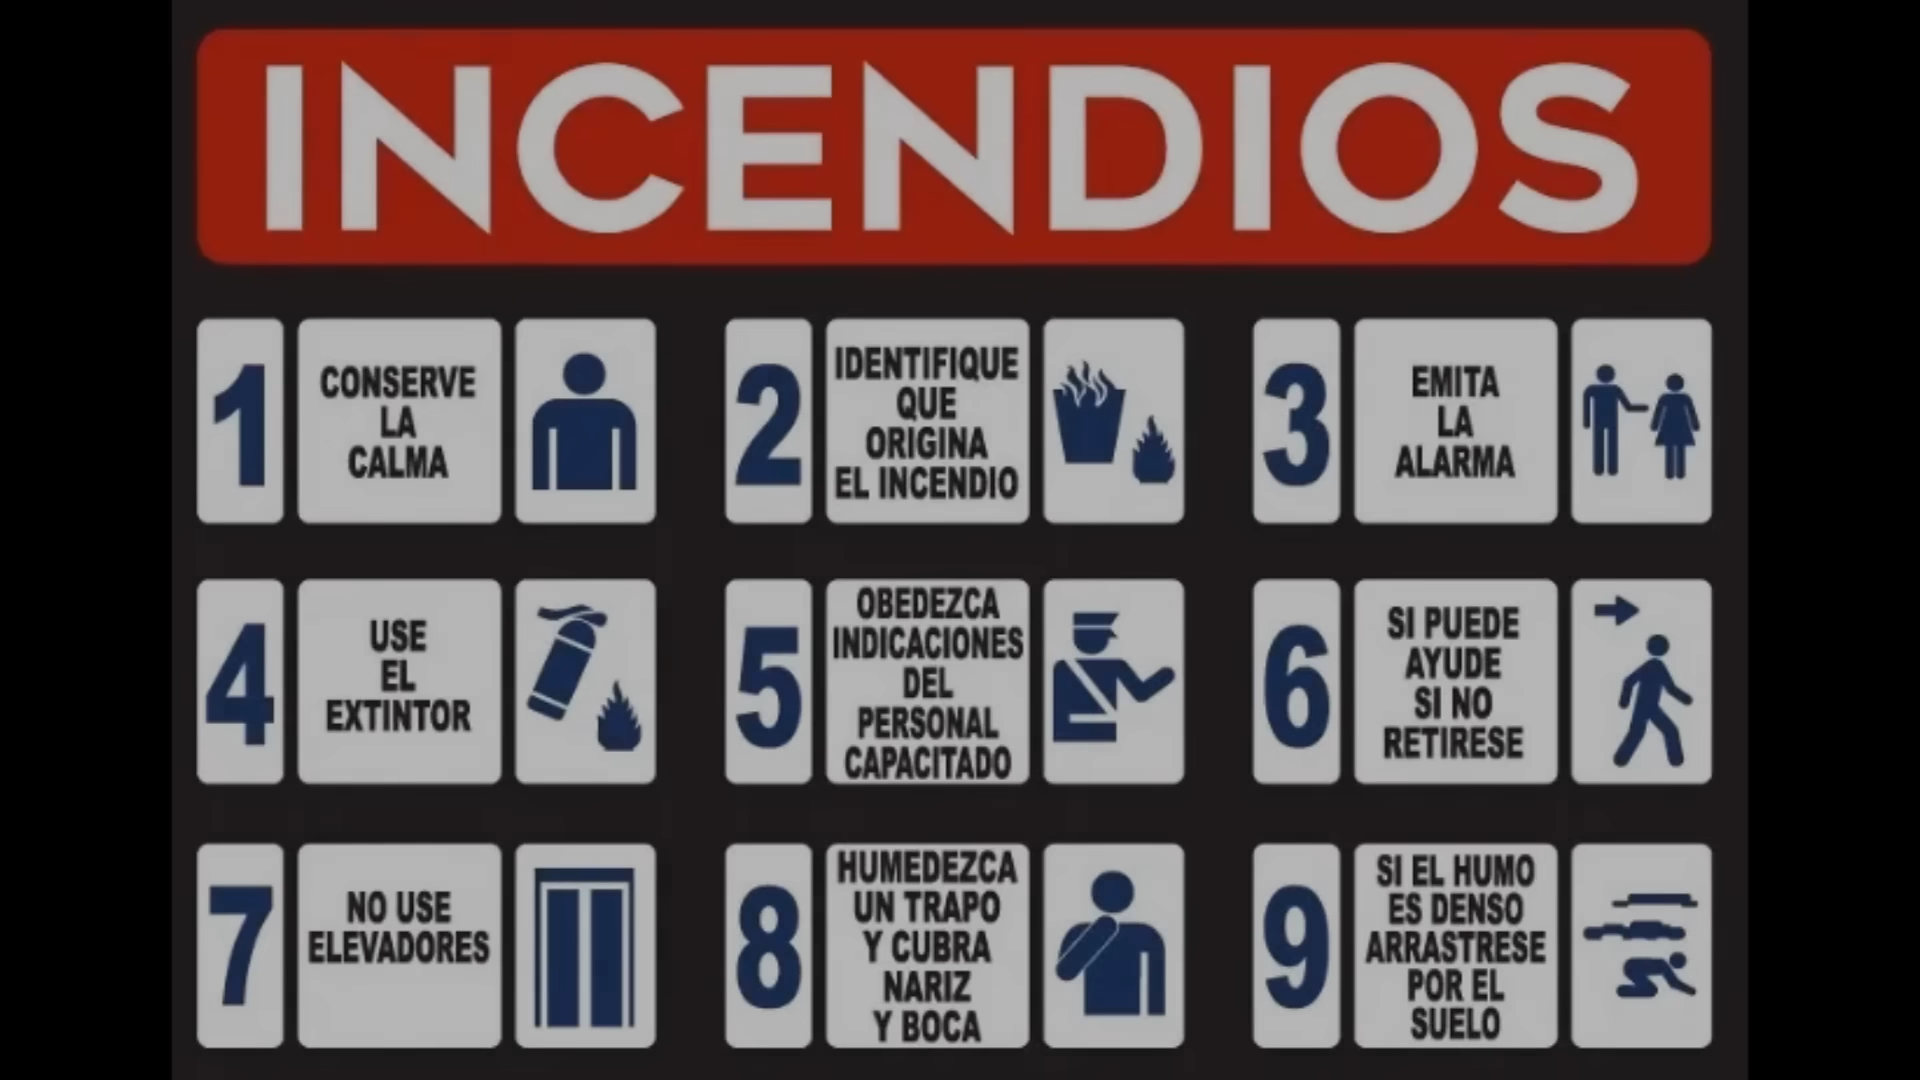 INCENDIOS
1
CONSERVE
LA
CALMA
2
IDENTIFIQUE
QUE
ORIGINA
EL INCENDIO
3
EMITA
LA
ALARMA
4
USE
EL
EXTINTOR
5
OBEDEZCA
INDICACIONES
DEL
PERSONAL
CAPACITADO
6
SI PUEDE
AYUDE
SI NO
RETIRESE
7
NO USE
ELEVADORES
8
HUMEDEZCA
UN TRAPO
Y CUBRA
NARIZ
Y BOCA
9
SI EL HUMO
ES DENSO
ARRASTRESE
POR EL
SUELO